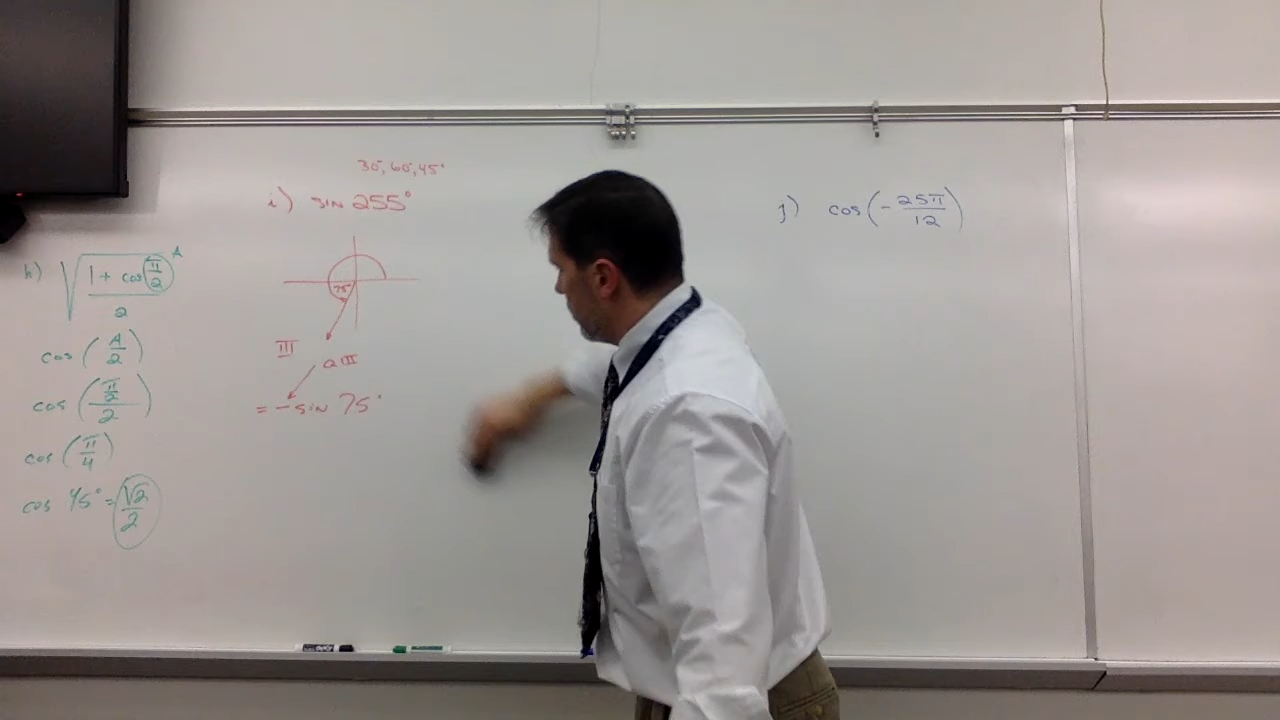 h) √((1 + cos(π/2))/2) A
cos(A/2)
cos((π/2)/2)
cos(π/4)
cos 45° = √2/2
30°, 60°, 45°
i) sin 255°
75°
III
Q III
= - sin 75°
j) cos(-25π/12)